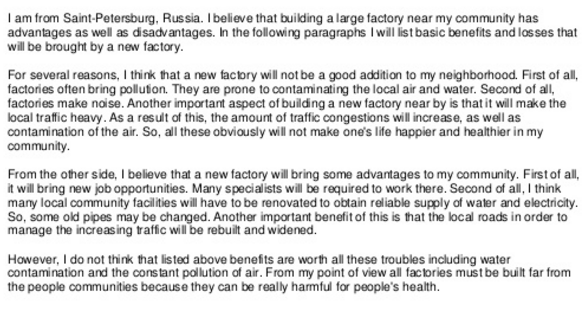 I am from Saint-Petersburg, Russia. I believe that building a large factory near my community has
advantages as well as disadvantages. In the following paragraphs I will list basic benefits and losses that
will be brought by a new factory.
For several reasons, I think that a new factory will not be a good addition to my neighborhood. First of all,
factories often bring pollution. They are prone to contaminating the local air and water. Second of all,
factories make noise. Another important aspect of building a new factory near by is that it will make the
local traffic heavy. As a result of this, the amount of traffic congestions will increase, as well as
contamination of the air. So, all these obviously will not make one's life happier and healthier in my
community.
From the other side, I believe that a new factory will bring some advantages to my community. First of all,
it will bring new job opportunities. Many specialists will be required to work there. Second of all, I think
many local community facilities will have to be renovated to obtain reliable supply of water and electricity.
So, some old pipes may be changed. Another important benefit of this is that the local roads in order to
manage the increasing traffic will be rebuilt and widened.
However, I do not think that listed above benefits are worth all these troubles including water
contamination and the constant pollution of air. From my point of view all factories must be built far from
the people communities because they can be really harmful for people's health.